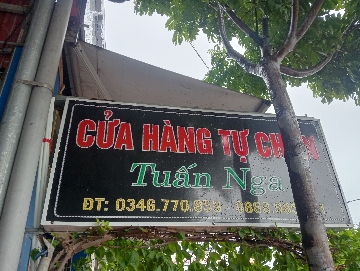 CỬA HÀNG TỰ
Tuấn Nga
ĐT: 0346.770.